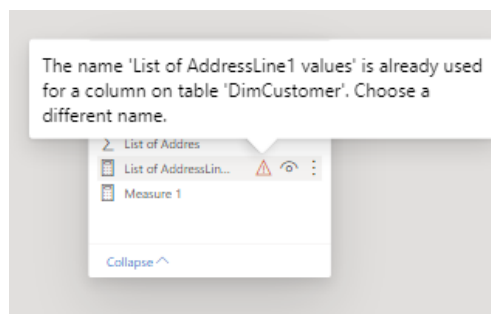 The name 'List of AddressLine1 values' is already used
for a column on table 'DimCustomer'. Choose a
different name.
List of Addres
List of AddressLin...
Measure 1
Collapse